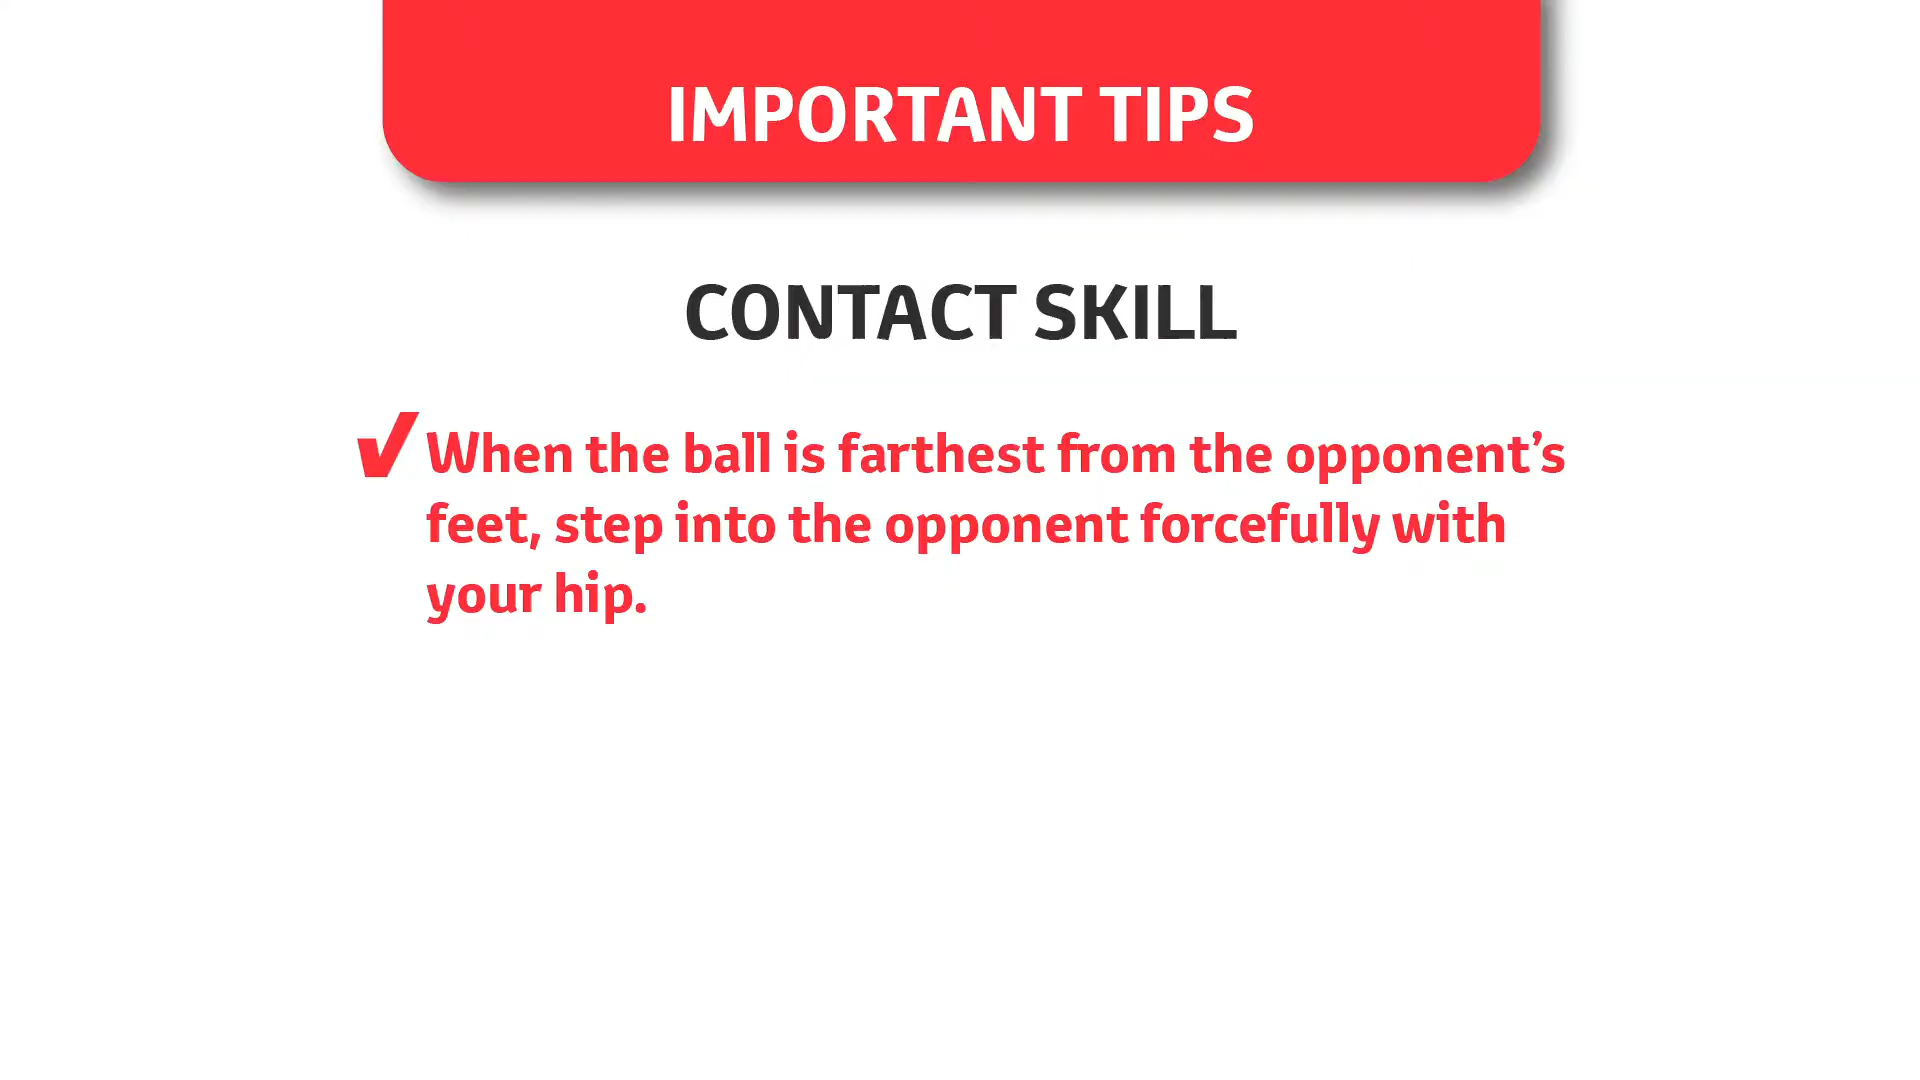 IMPORTANT TIPS
CONTACT SKILL
✔ When the ball is farthest from the opponent’s
feet, step into the opponent forcefully with
your hip.